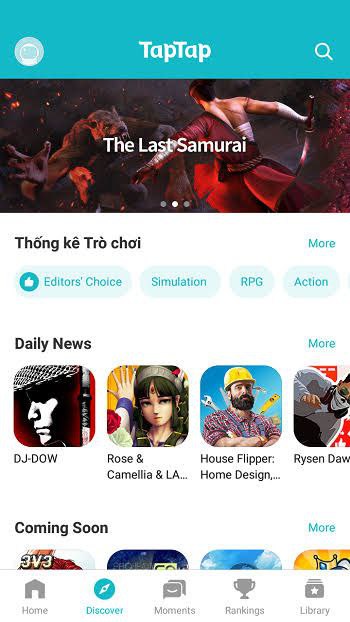 TapTap
The Last Samurai
Thống kê Trò chơi
More
Editors' Choice
Simulation
RPG
Action
Daily News
More
DJ-DOW
Rose &
Camellia & LA...
House Flipper:
Home Design,...
Rysen Daw
Coming Soon
More
3V3
Home
Discover
Moments
Rankings
Library